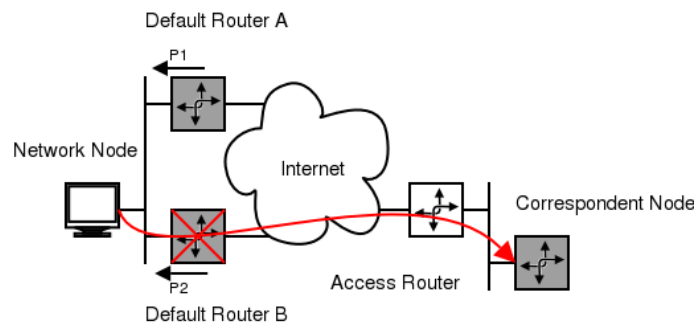 Default Router A
P1
Network Node
Internet
Correspondent Node
Access Router
P2
Default Router B